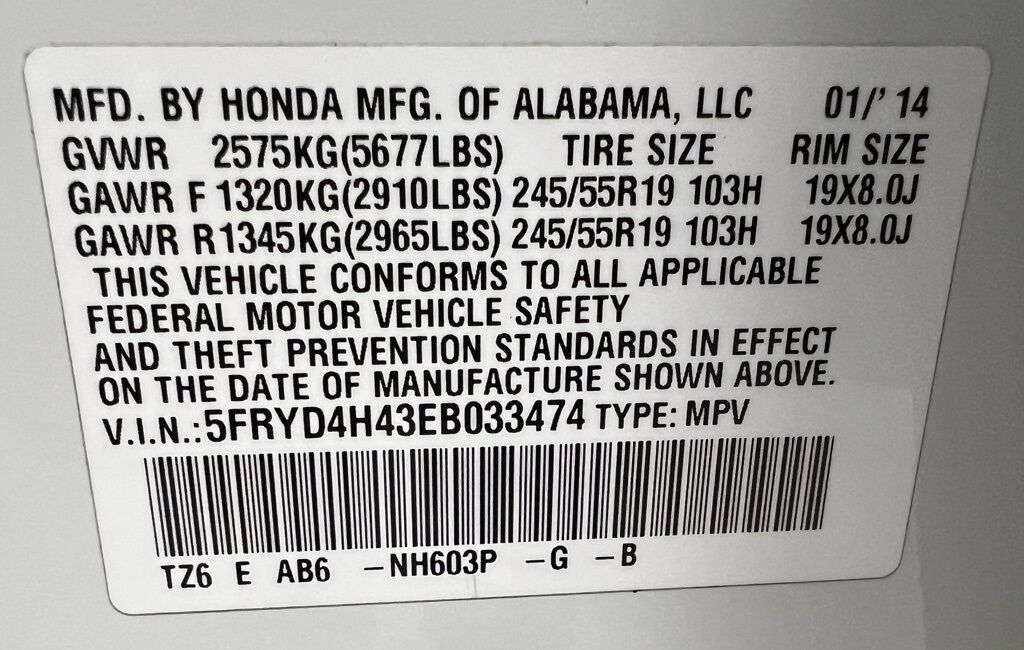 MFD. BY HONDA MFG. OF ALABAMA, LLC 01/' 14
GVWR 2575KG(5677LBS) TIRE SIZE RIM SIZE
GAWR F 1320KG(2910LBS) 245/55R19 103H 19X8.0J
GAWR R1345KG(2965LBS) 245/55R19 103H 19X8.0J
THIS VEHICLE CONFORMS TO ALL APPLICABLE
FEDERAL MOTOR VEHICLE SAFETY
AND THEFT PREVENTION STANDARDS IN EFFECT
ON THE DATE OF MANUFACTURE SHOWN ABOVE.
V.I.N.:5FRYD4H43EB033474 TYPE: MPV
TZ6 E AB6 -NH603P -G -B